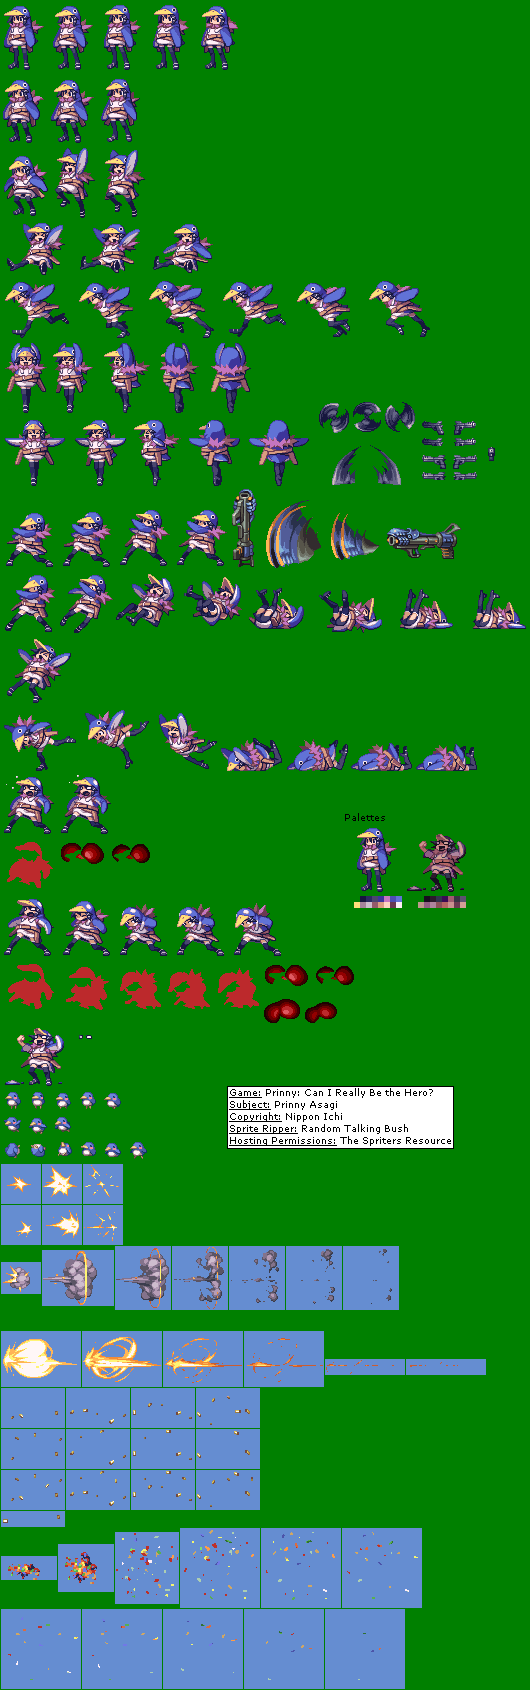 Palettes
Game: Prinny: Can I Really Be the Hero?
Subject: Prinny Asagi
Copyright: Nippon Ichi
Sprite Ripper: Random Talking Bush
Hosting Permissions: The Spriters Resource